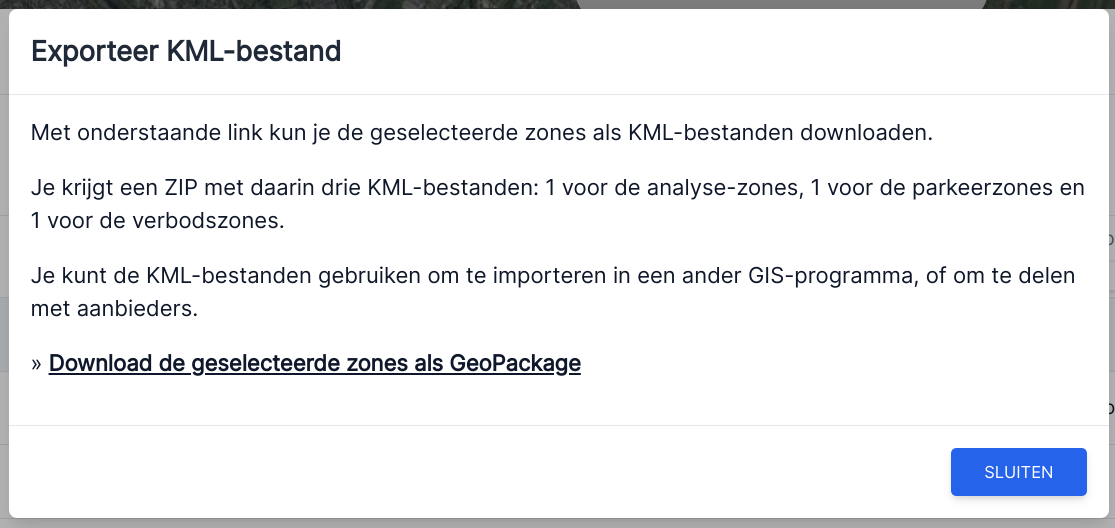 Exporteer KML-bestand
Met onderstaande link kun je de geselecteerde zones als KML-bestanden downloaden.
Je krijgt een ZIP met daarin drie KML-bestanden: 1 voor de analyse-zones, 1 voor de parkeerzones en
1 voor de verbodszones.
Je kunt de KML-bestanden gebruiken om te importeren in een ander GIS-programma, of om te delen
met aanbieders.
» Download de geselecteerde zones als GeoPackage
SLUITEN